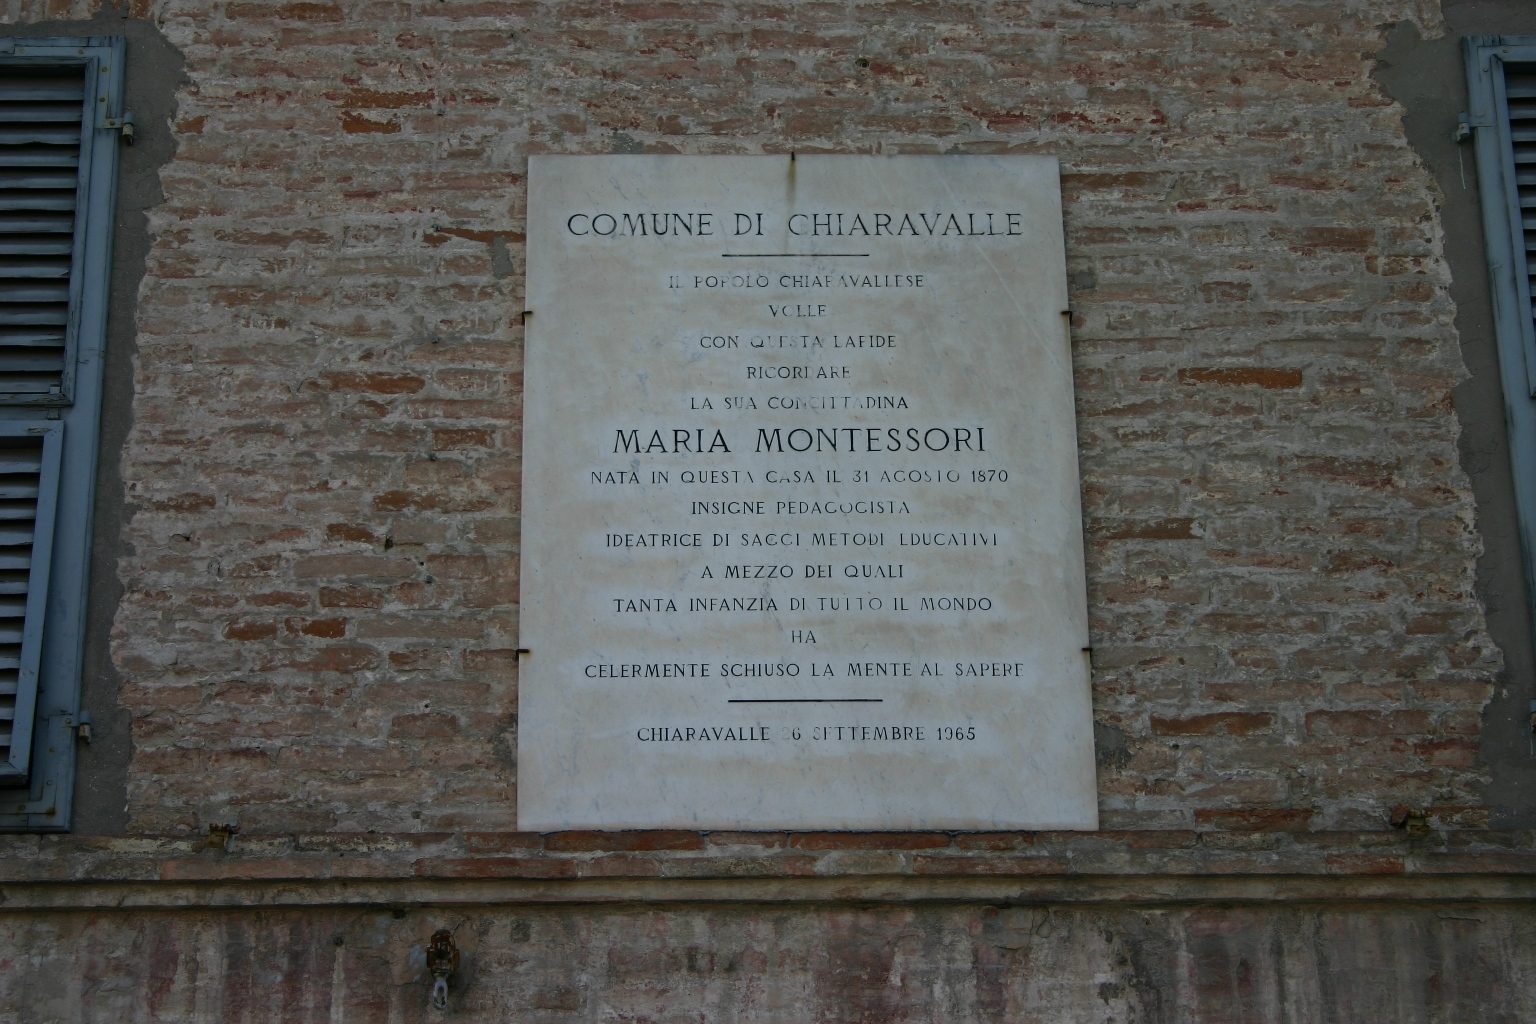 COMUNE DI CHIARAVALLE
IL POPOLO CHIARAVALLESE
VOLLE
CON QUESTA LAPIDE
RICORDARE
LA SUA CONCITTADINA
MARIA MONTESSORI
NATA IN QUESTA CASA IL 31 AGOSTO 1870
INSIGNE PEDAGOGISTA
IDEATRICE DI SAGGI METODI EDUCATIVI
A MEZZO DEI QUALI
TANTA INFANZIA DI TUTTO IL MONDO
HA
CELERMENTE SCHIUSO LA MENTE AL SAPERE
CHIARAVALLE 26 SETTEMBRE 1965